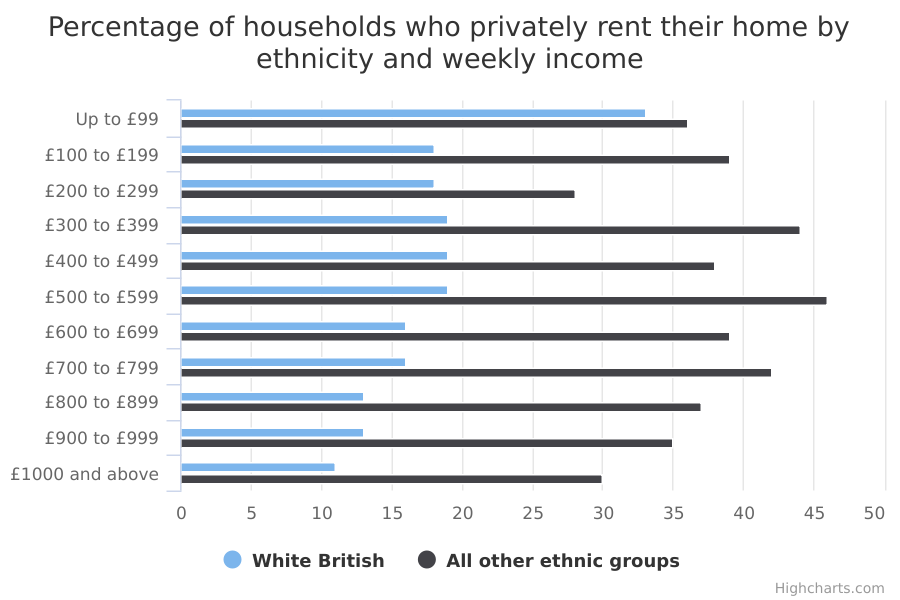 Percentage of households who privately rent their home by
ethnicity and weekly income
Up to £99
£100 to £199
£200 to £299
£300 to £399
£400 to £499
£500 to £599
£600 to £699
£700 to £799
£800 to £899
£900 to £999
£1000 and above
0 5 10 15 20 25 30 35 40 45 50
White British All other ethnic groups
Highcharts.com